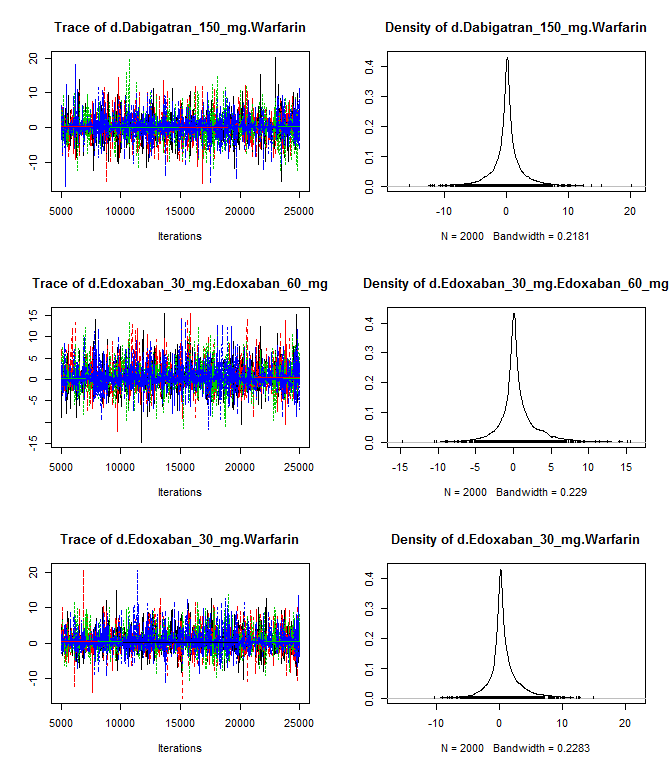 Trace of d.Dabigatran_150_mg.Warfarin
20
10
0
-10
5000 10000 15000 20000 25000
Iterations
Density of d.Dabigatran_150_mg.Warfarin
0.4
0.3
0.2
0.1
0.0
-10 0 10 20
N = 2000 Bandwidth = 0.2181
Trace of d.Edoxaban_30_mg.Edoxaban_60_mg
15
10
5
0
-5
-15
5000 10000 15000 20000 25000
Iterations
Density of d.Edoxaban_30_mg.Edoxaban_60_mg
0.4
0.3
0.2
0.1
0.0
-15 -10 -5 0 5 10 15
N = 2000 Bandwidth = 0.229
Trace of d.Edoxaban_30_mg.Warfarin
20
10
0
-10
5000 10000 15000 20000 25000
Iterations
Density of d.Edoxaban_30_mg.Warfarin
0.4
0.3
0.2
0.1
0.0
-10 0 10 20
N = 2000 Bandwidth = 0.2283